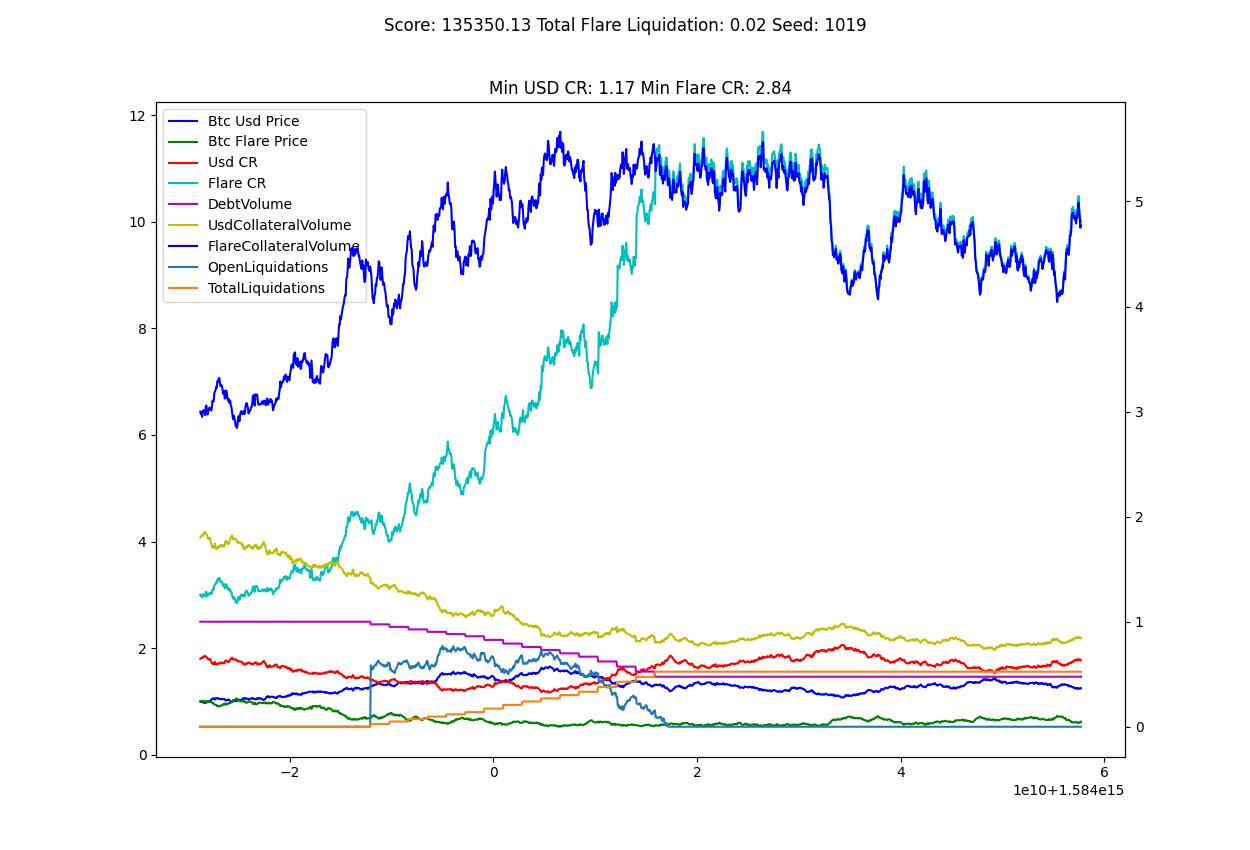 Score: 135350.13 Total Flare Liquidation: 0.02 Seed: 1019
Min USD CR: 1.17 Min Flare CR: 2.84
Btc Usd Price
Btc Flare Price
Usd CR
Flare CR
DebtVolume
UsdCollateralVolume
FlareCollateralVolume
OpenLiquidations
TotalLiquidations
12
10
8
6
4
2
0
5
4
3
2
1
0
−2
0
2
4
6
1e10+1.584e15